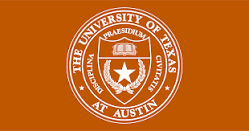 THE UNIVERSITY OF TEXAS
AT AUSTIN
DISCIPLINA
PRAESIDIUM
CIVITATIS